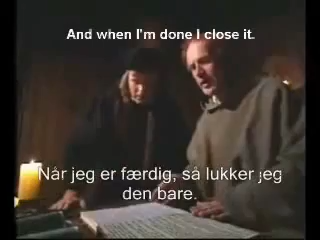 And when I'm done I close it.
Når jeg er færdig, så lukker jeg
den bare.